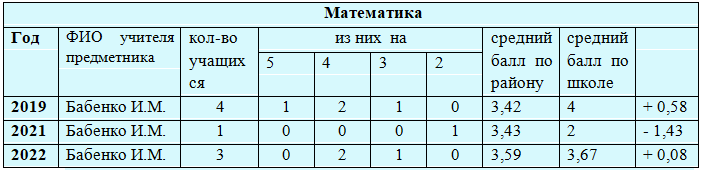 Математика
Год ФИО учителя предметника кол-во учащихся из них на средний балл по району средний балл по школе
5 4 3 2
2019 Бабенко И.М. 4 1 2 1 0 3,42 4 + 0,58
2021 Бабенко И.М. 1 0 0 0 1 3,43 2 - 1,43
2022 Бабенко И.М. 3 0 2 1 0 3,59 3,67 + 0,08